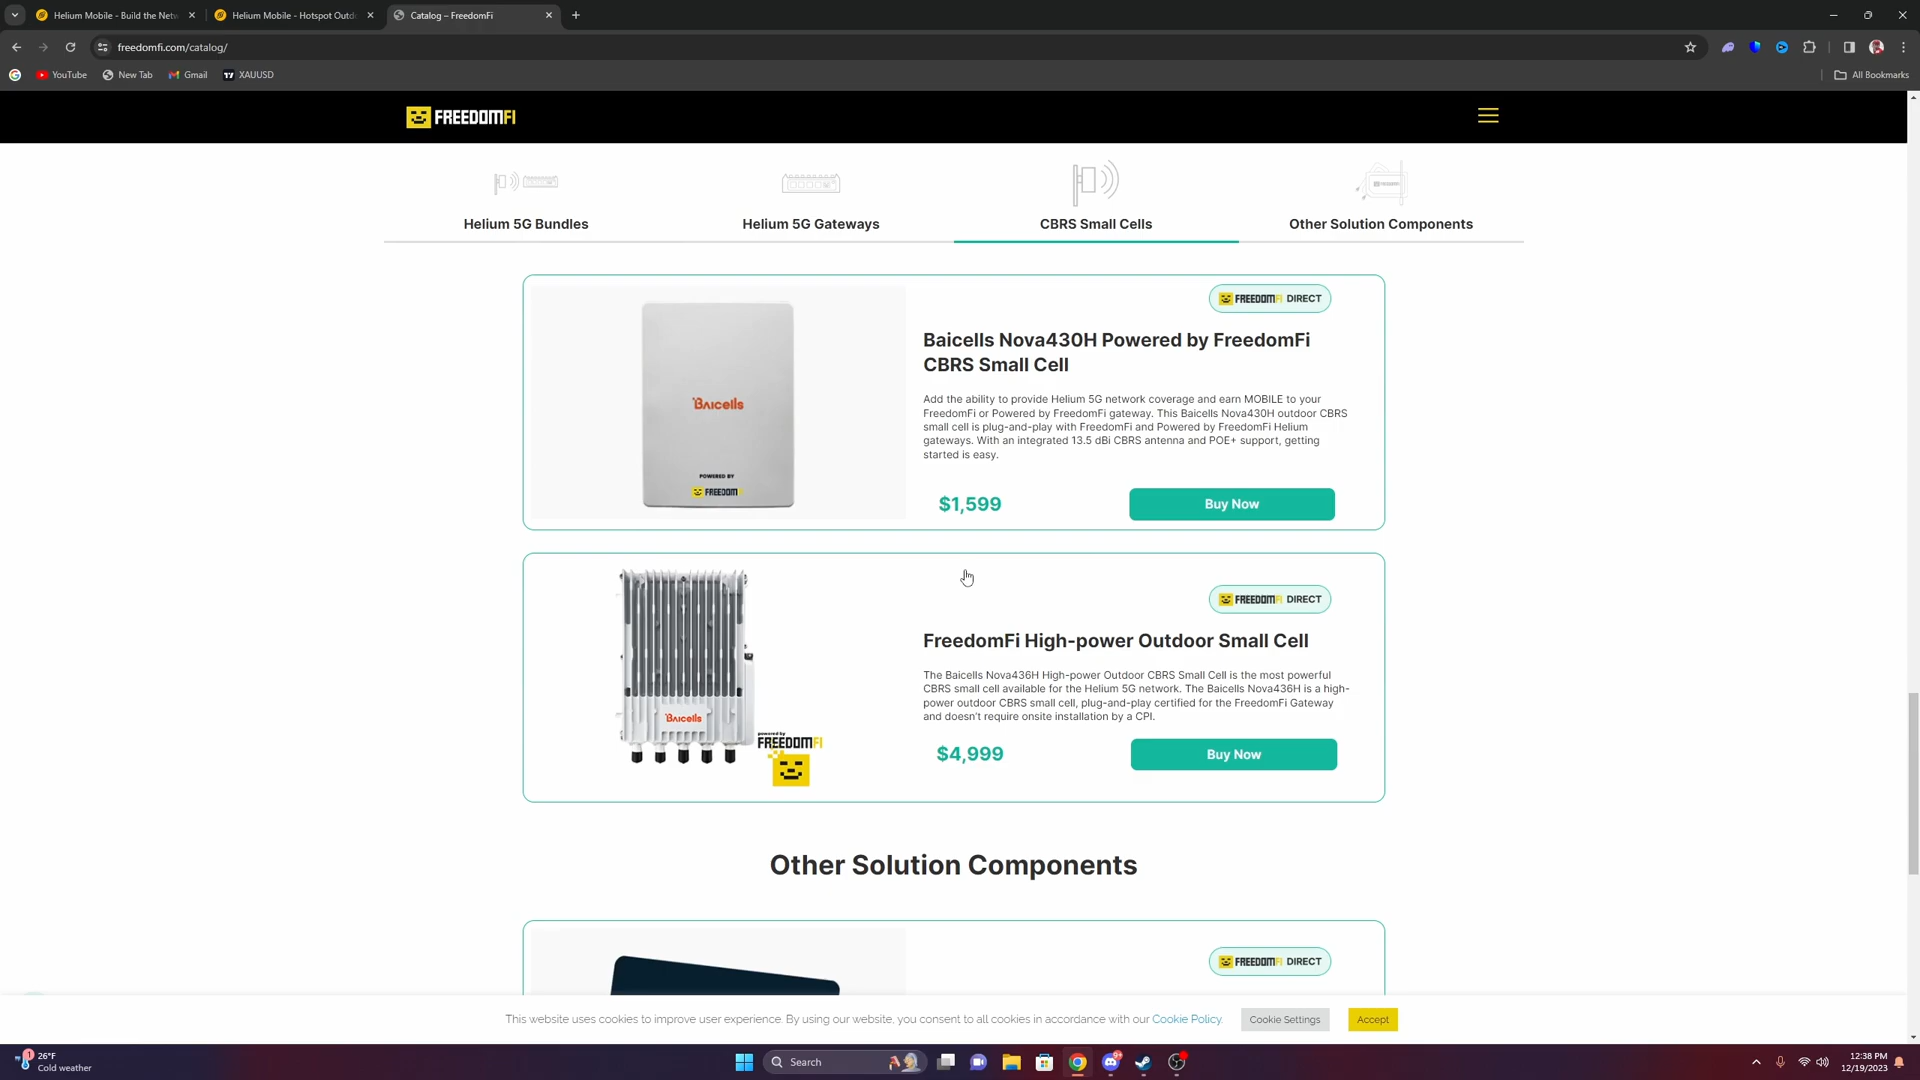 Helium Mobile - Build the Netw
Helium Mobile - Hotspot Outd
Catalog – FreedomFi
freedomfi.com/catalog/
YouTube
New Tab
Gmail
XAUUSD
All Bookmarks
FREEDOMFI
Helium 5G Bundles
Helium 5G Gateways
CBRS Small Cells
Other Solution Components
FREEDOMFI DIRECT
Baicells Nova430H Powered by FreedomFi
CBRS Small Cell
Add the ability to provide Helium 5G network coverage and earn MOBILE to your
FreedomFi or Powered by FreedomFi gateway. This Baicells Nova430H outdoor CBRS
small cell is plug-and-play with FreedomFi and Powered by FreedomFi Helium
gateways. With an integrated 13.5 dBi CBRS antenna and POE+ support, getting
started is easy.
$1,599
Buy Now
BAIcells
POWERED BY
FREEDOMFI
FREEDOMFI DIRECT
FreedomFi High-power Outdoor Small Cell
The Baicells Nova436H High-power Outdoor CBRS Small Cell is the most powerful
CBRS small cell available for the Helium 5G network. The Baicells Nova436H is a high-
power outdoor CBRS small cell, plug-and-play certified for the FreedomFi Gateway
and doesn't require onsite installation by a CPI.
$4,999
Buy Now
BAIcells
powered by
FREEDOMFI
Other Solution Components
FREEDOMFI DIRECT
This website uses cookies to improve user experience. By using our website, you consent to all cookies in accordance with our Cookie Policy.
Cookie Settings
Accept
1
26°F
Cold weather
Search
9+
12:38 PM
12/19/2023